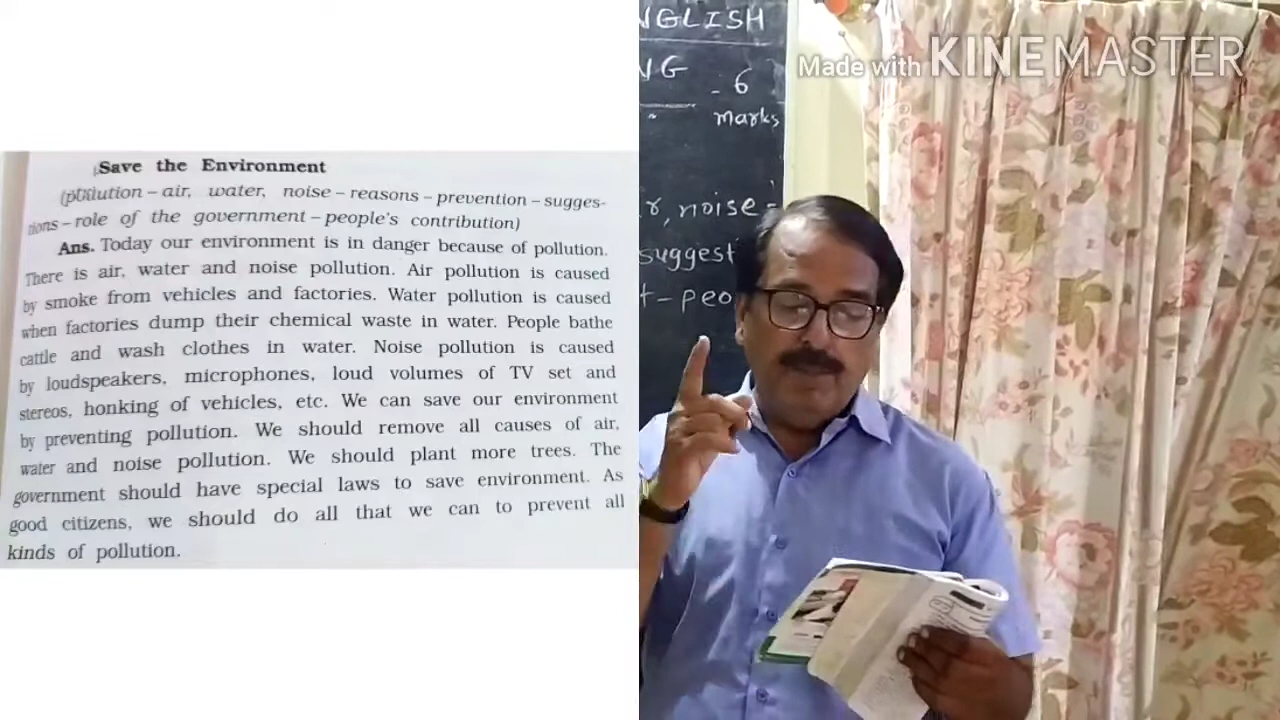 Save the Environment
(pollution – air, water, noise – reasons – prevention – sugges-
tions – role of the government – people's contribution)
Ans. Today our environment is in danger because of pollution.
There is air, water and noise pollution. Air pollution is caused
by smoke from vehicles and factories. Water pollution is caused
when factories dump their chemical waste in water. People bathe
cattle and wash clothes in water. Noise pollution is caused
by loudspeakers, microphones, loud volumes of TV set and
stereos, honking of vehicles, etc. We can save our environment
by preventing pollution. We should remove all causes of air,
water and noise pollution. We should plant more trees. The
government should have special laws to save environment. As
good citizens, we should do all that we can to prevent all
kinds of pollution.
NGLISH
NG - 6
marks
r, noise -
suggest
t - peo
Made with KINEMASTER